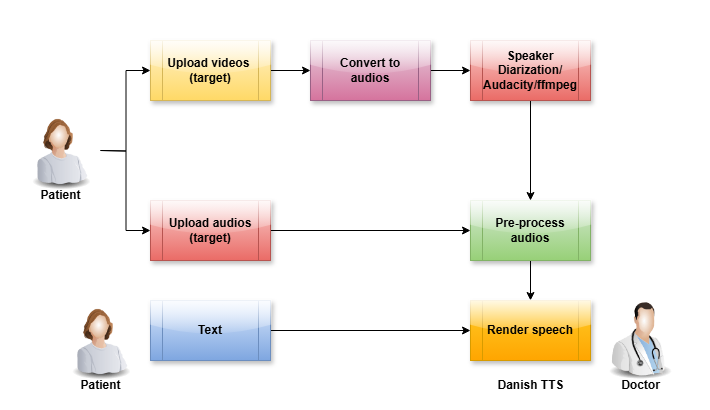 Upload videos
(target)
Convert to
audios
Speaker
Diarization/
Audacity/ffmpeg
Patient
Upload audios
(target)
Pre-process
audios
Text
Render speech
Patient
Danish TTS
Doctor